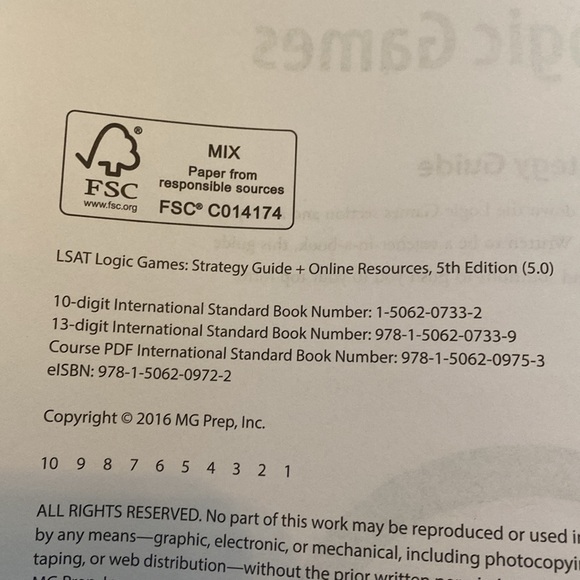 FSC®
www.fsc.org
MIX
Paper from
responsible sources
FSC® C014174
LSAT Logic Games: Strategy Guide + Online Resources, 5th Edition (5.0)
10-digit International Standard Book Number: 1-5062-0733-2
13-digit International Standard Book Number: 978-1-5062-0733-9
Course PDF International Standard Book Number: 978-1-5062-0975-3
eISBN: 978-1-5062-0972-2
Copyright © 2016 MG Prep, Inc.
10 9 8 7 6 5 4 3 2 1
ALL RIGHTS RESERVED. No part of this work may be reproduced or used in
by any means—graphic, electronic, or mechanical, including photocopyi
taping, or web distribution—without the prior written
MG Prep